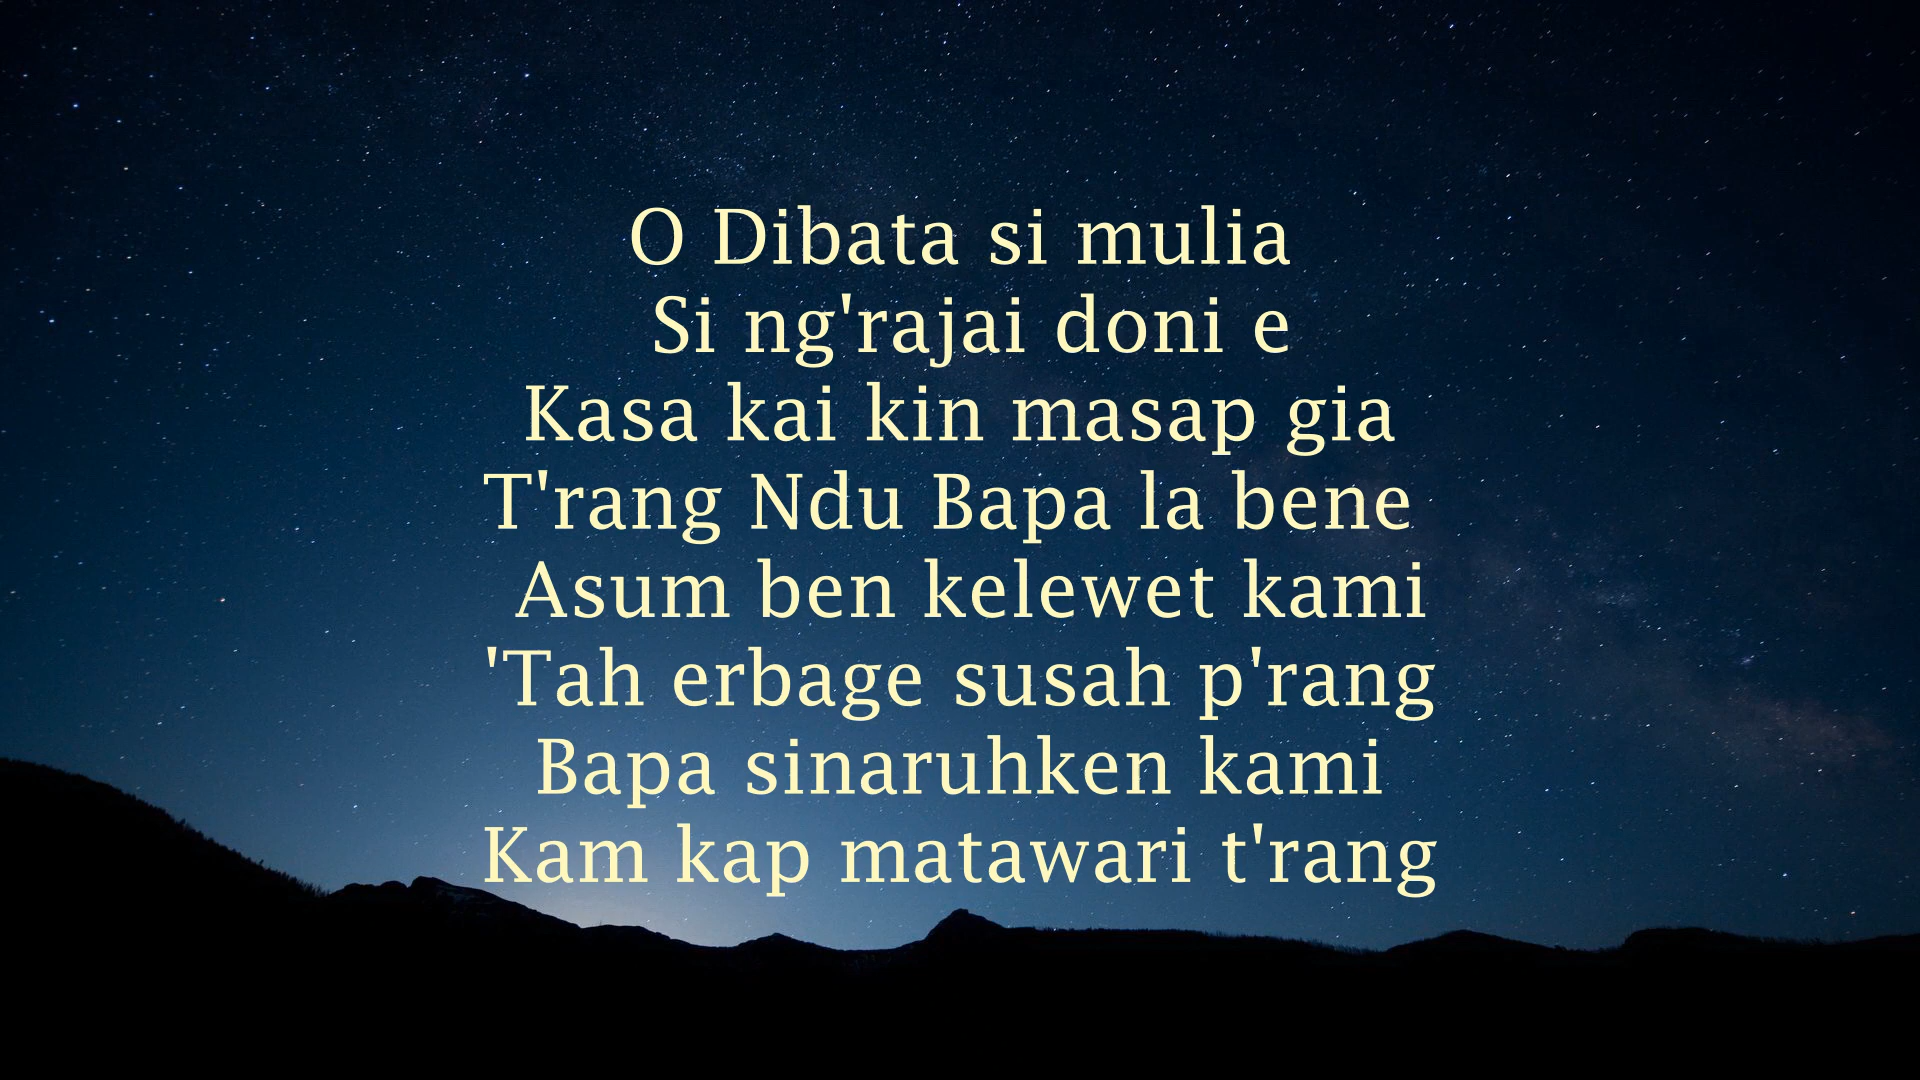 O Dibata si mulia
Si ng'rajai doni e
Kasa kai kin masap gia
T'rang Ndu Bapa la bene
Asum ben kelewet kami
'Tah erbage susah p'rang
Bapa sinaruhken kami
Kam kap matawari t'rang